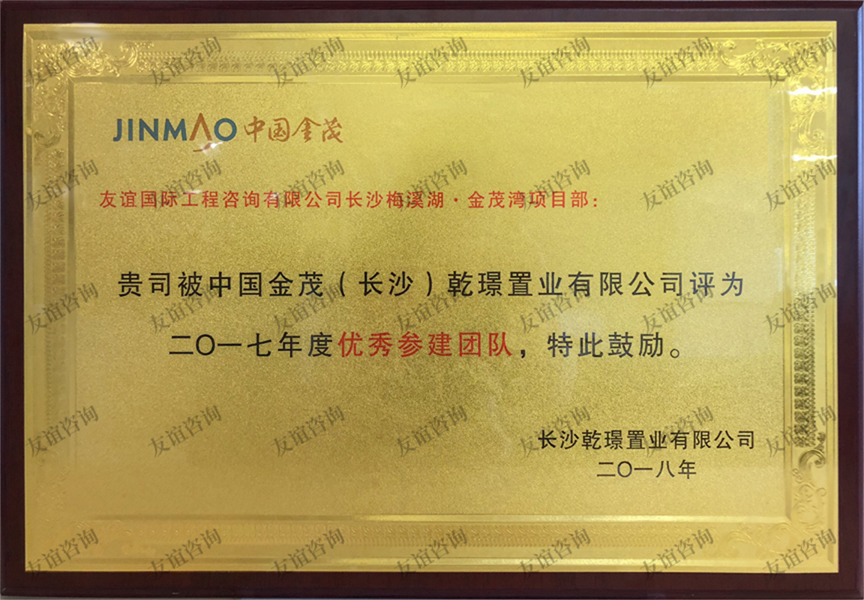 JINMAO 中国金茂
友谊国际工程咨询有限公司长沙梅溪湖·金茂湾项目部：
贵司被中国金茂（长沙）乾璟置业有限公司评为
二〇一七年度优秀参建团队，特此鼓励。
长沙乾璟置业有限公司
二〇一八年
友谊咨询